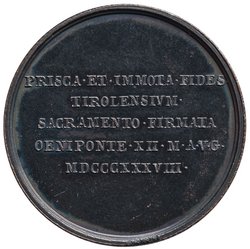 PRISCA·ET·IMMOTA·FIDES
TIROLENSIVM·
SACRAMENTO·FIRMATA
OENIPONTE·XII·M·AVG·
MDCCCXXXVIII·